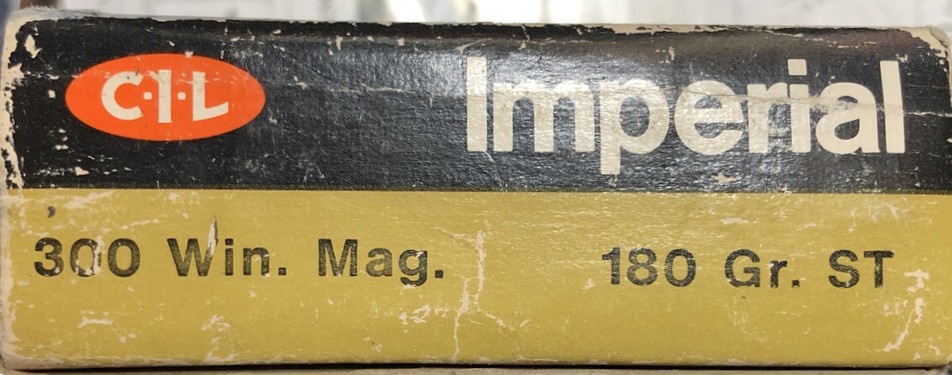 C·I·L Imperial
300 Win. Mag. 180 Gr. ST